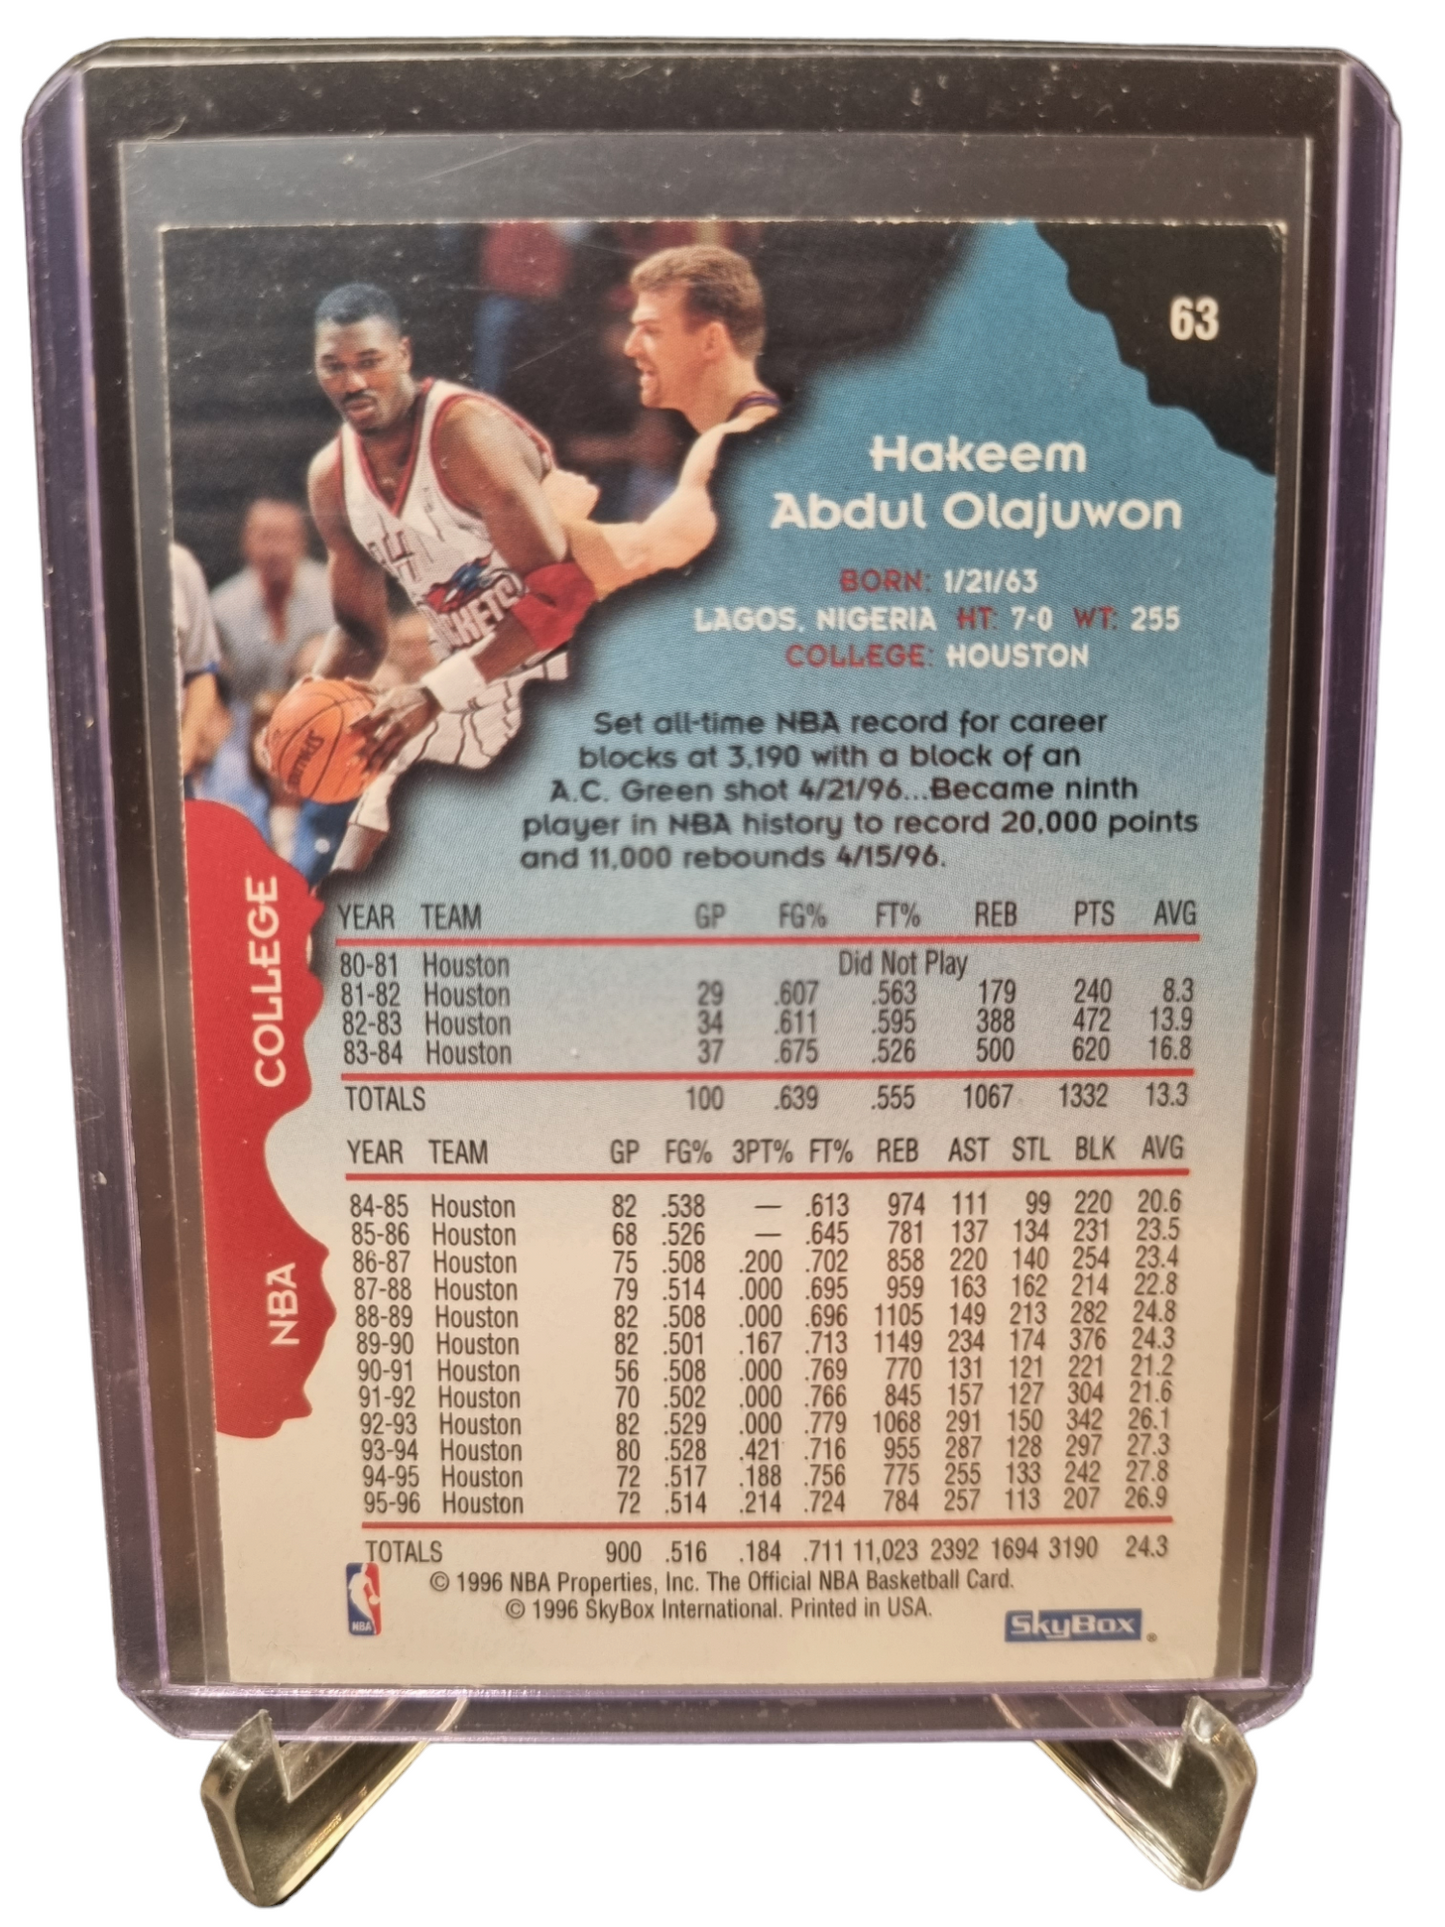 63
Hakeem
Abdul Olajuwon
BORN: 1/21/63
LAGOS, NIGERIA HT: 7-0 WT: 255
COLLEGE: HOUSTON
Set all-time NBA record for career
blocks at 3,190 with a block of an
A.C. Green shot 4/21/96...Became ninth
player in NBA history to record 20,000 points
and 11,000 rebounds 4/15/96.
COLLEGE
YEAR TEAM GP FG% FT% REB PTS AVG
80-81 Houston Did Not Play
81-82 Houston 29 .607 .563 179 240 8.3
82-83 Houston 34 .611 .595 388 472 13.9
83-84 Houston 37 .675 .526 500 620 16.8
TOTALS 100 .639 .555 1067 1332 13.3
NBA
YEAR TEAM GP FG% 3PT% FT% REB AST STL BLK AVG
84-85 Houston 82 .538 — .613 974 111 99 220 20.6
85-86 Houston 68 .526 — .645 781 137 134 231 23.5
86-87 Houston 75 .508 .200 .702 858 220 140 254 23.4
87-88 Houston 79 .514 .000 .695 959 163 162 214 22.8
88-89 Houston 82 .508 .000 .696 1105 149 213 282 24.8
89-90 Houston 82 .501 .167 .713 1149 234 174 376 24.3
90-91 Houston 56 .508 .000 .769 770 131 121 221 21.2
91-92 Houston 70 .502 .000 .766 845 157 127 304 21.6
92-93 Houston 82 .529 .000 .779 1068 291 150 342 26.1
93-94 Houston 80 .528 .421 .716 955 287 128 297 27.3
94-95 Houston 72 .517 .188 .756 775 255 133 242 27.8
95-96 Houston 72 .514 .214 .724 784 257 113 207 26.9
TOTALS 900 .516 .184 .711 11,023 2392 1694 3190 24.3
© 1996 NBA Properties, Inc. The Official NBA Basketball Card.
© 1996 SkyBox International. Printed in USA.
NBA
SkyBox